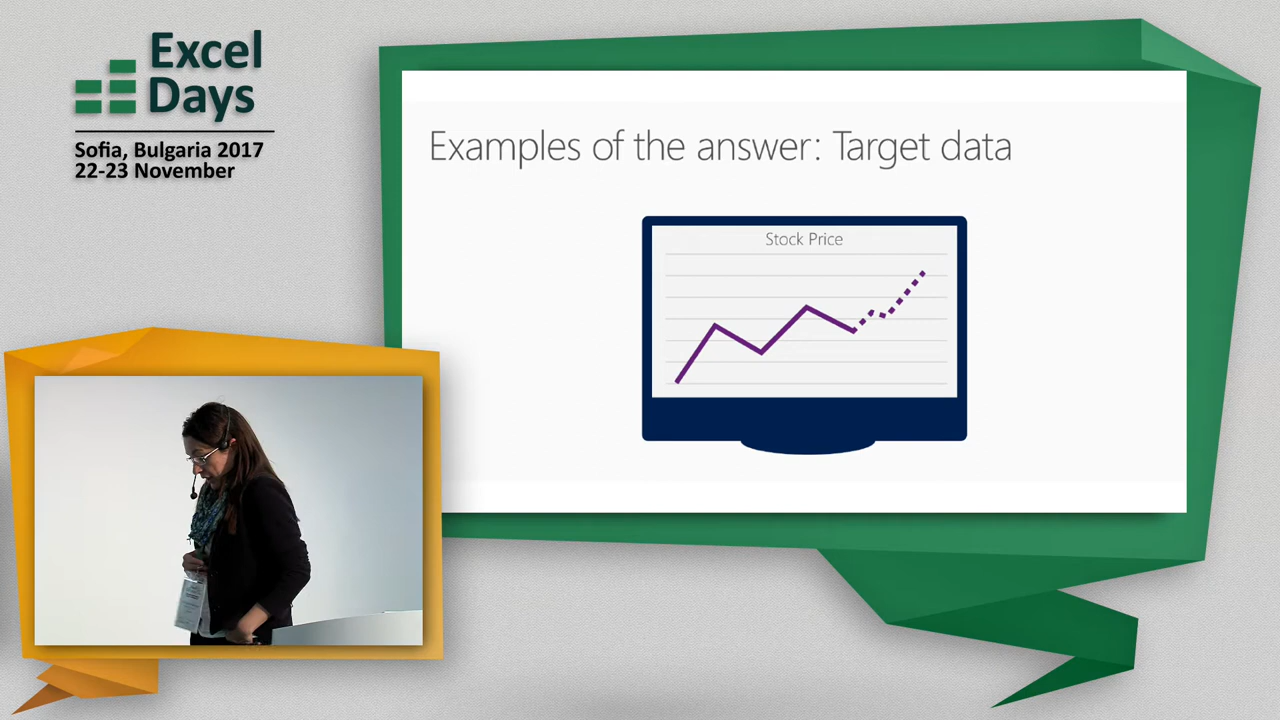 Excel
Days
Sofia, Bulgaria 2017
22-23 November
Examples of the answer: Target data
Stock Price